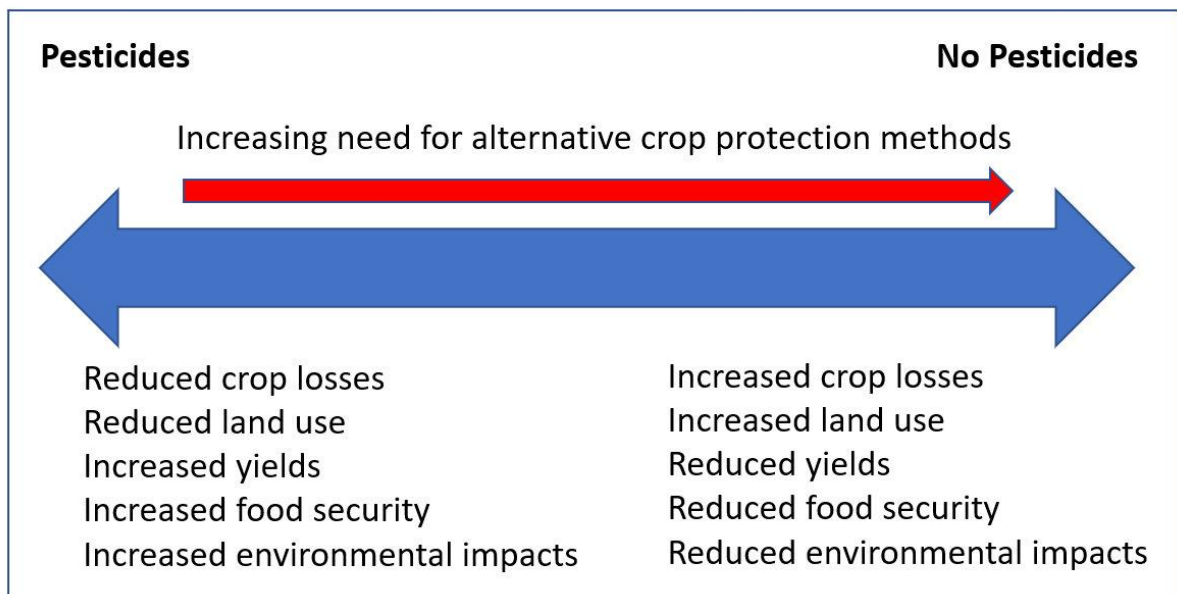 Pesticides
No Pesticides
Increasing need for alternative crop protection methods
Reduced crop losses
Reduced land use
Increased yields
Increased food security
Increased environmental impacts
Increased crop losses
Increased land use
Reduced yields
Reduced food security
Reduced environmental impacts